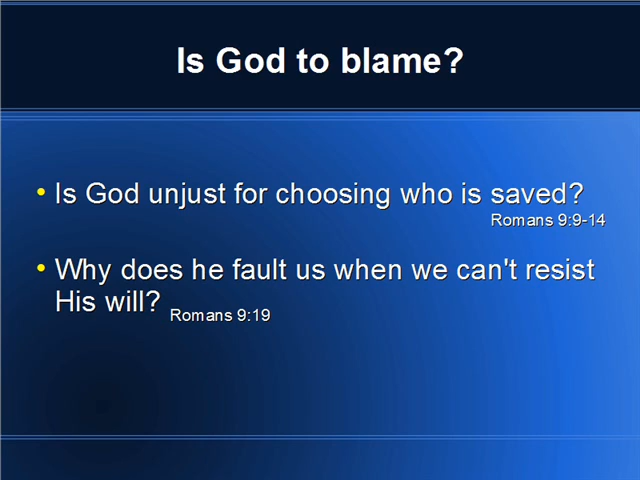 Is God to blame?
• Is God unjust for choosing who is saved?
Romans 9:9-14
• Why does he fault us when we can't resist
His will? Romans 9:19